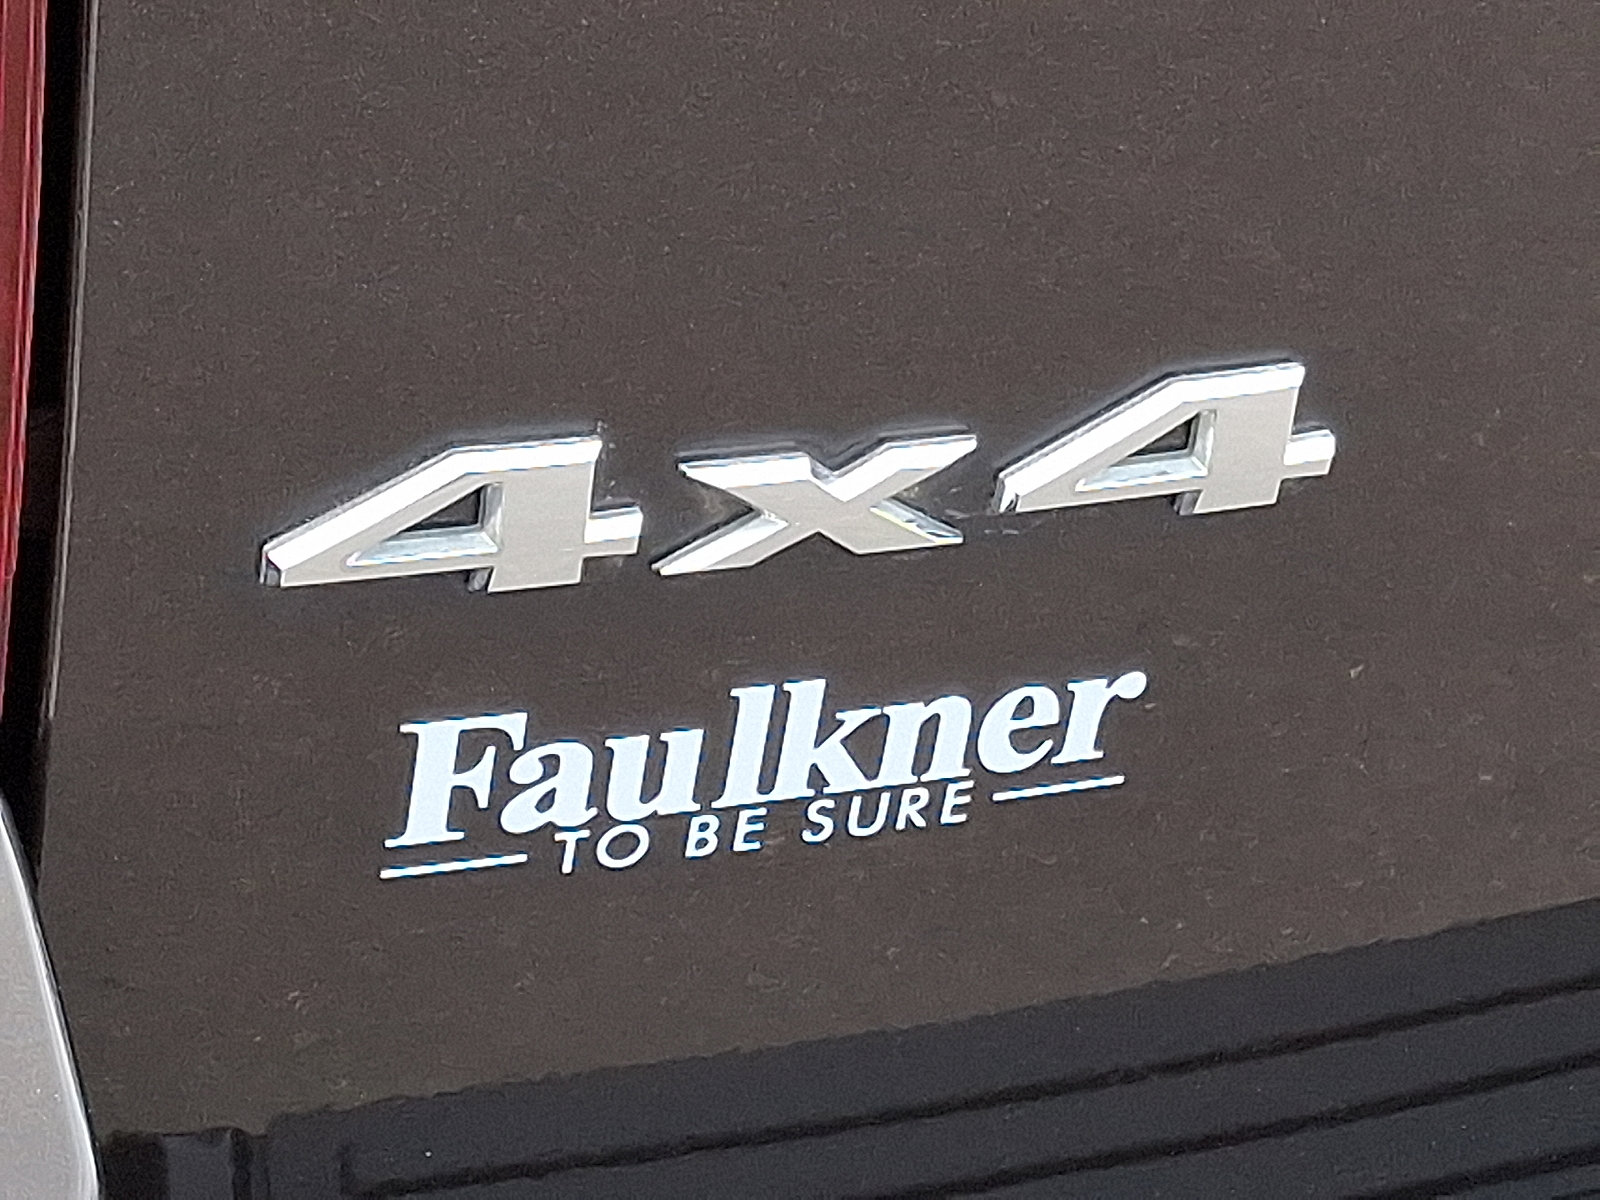 4x4
Faulkner
TO BE SURE